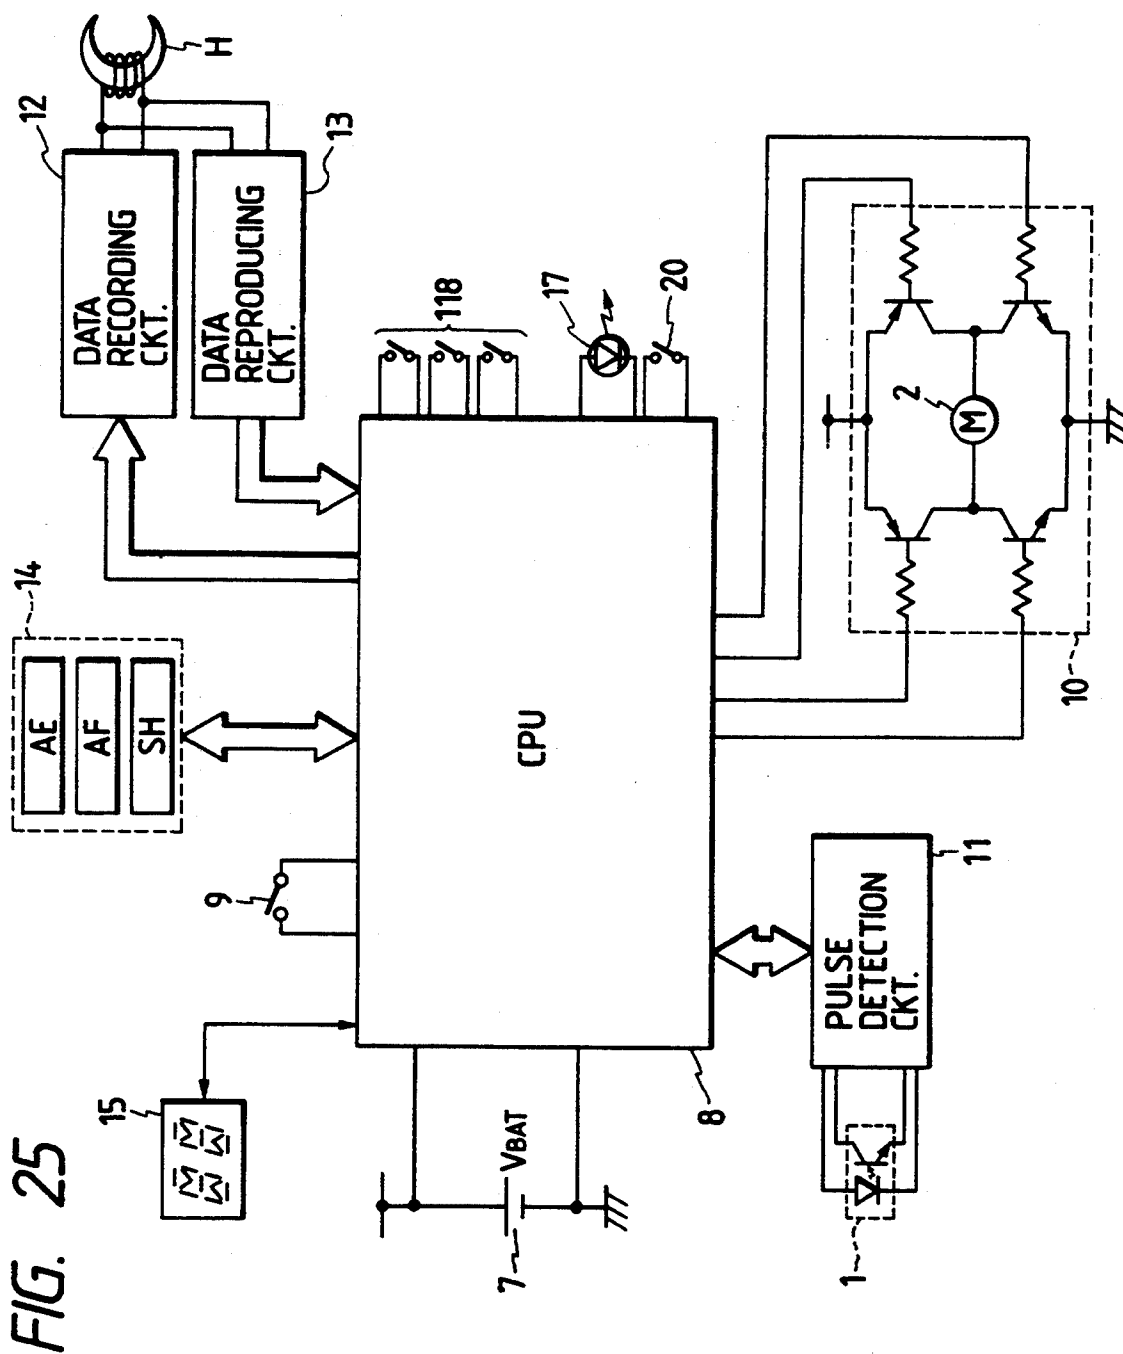 FIG. 25
15
9
14
AE
AF
SH
12
DATA
RECORDING
CKT.
H
DATA
REPRODUCING
CKT.
13
7
VBAT
CPU
8
118
17
20
1
PULSE
DETECTION
CKT.
11
10
2
M